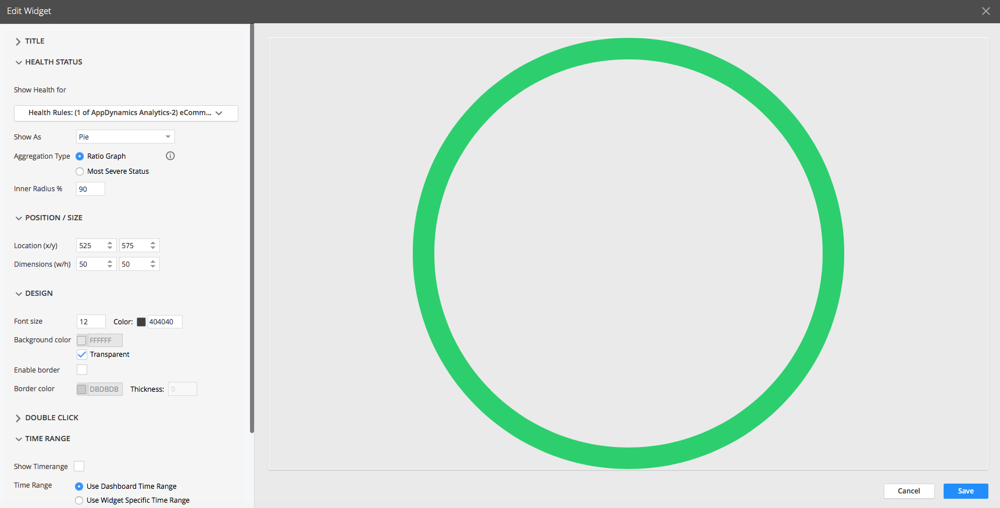 Edit Widget
TITLE
HEALTH STATUS
Show Health for
Health Rules: (1 of AppDynamics Analytics-2) eComm...
Show As Pie
Aggregation Type Ratio Graph
Most Severe Status
Inner Radius % 90
POSITION / SIZE
Location (x/y) 525 575
Dimensions (w/h) 50 50
DESIGN
Font size 12 Color: 404040
Background color FFFFFF
Transparent
Enable border
Border color DBDBDB Thickness: 0
DOUBLE CLICK
TIME RANGE
Show Timerange
Time Range Use Dashboard Time Range
Use Widget Specific Time Range
Cancel Save